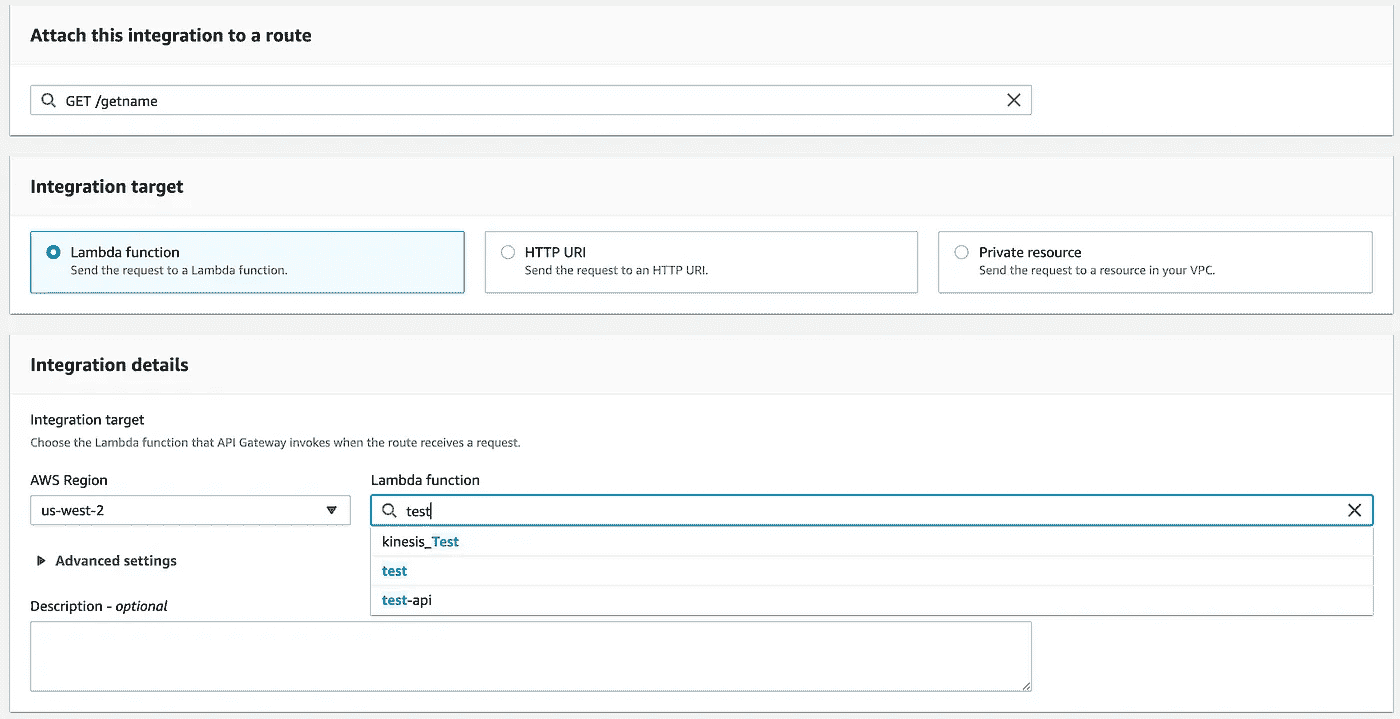 Attach this integration to a route
GET /getname
Integration target
Lambda function
Send the request to a Lambda function.
HTTP URI
Send the request to an HTTP URI.
Private resource
Send the request to a resource in your VPC.
Integration details
Integration target
Choose the Lambda function that API Gateway invokes when the route receives a request.
AWS Region
Lambda function
us-west-2
test
kinesis_Test
Advanced settings
test
test-api
Description - optional